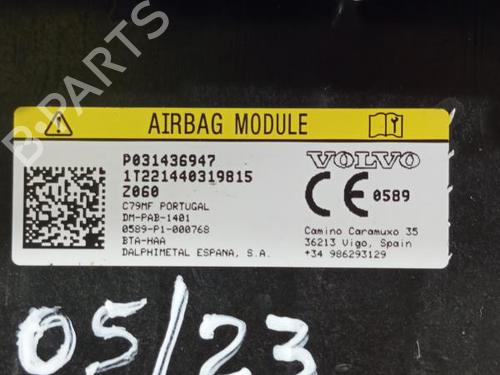 B-PARTS
AIRBAG MODULE
P031436947
1T221440319815
Z060
C79MF PORTUGAL
DM-PAB-1401
0589-P1-000768
BTA-HAA
DALPHIMETAL ESPANA, S.A.
VOLVO
CE 0589
Camino Caramuxo 35
36213 Vigo, Spain
+34 986293129
05/23